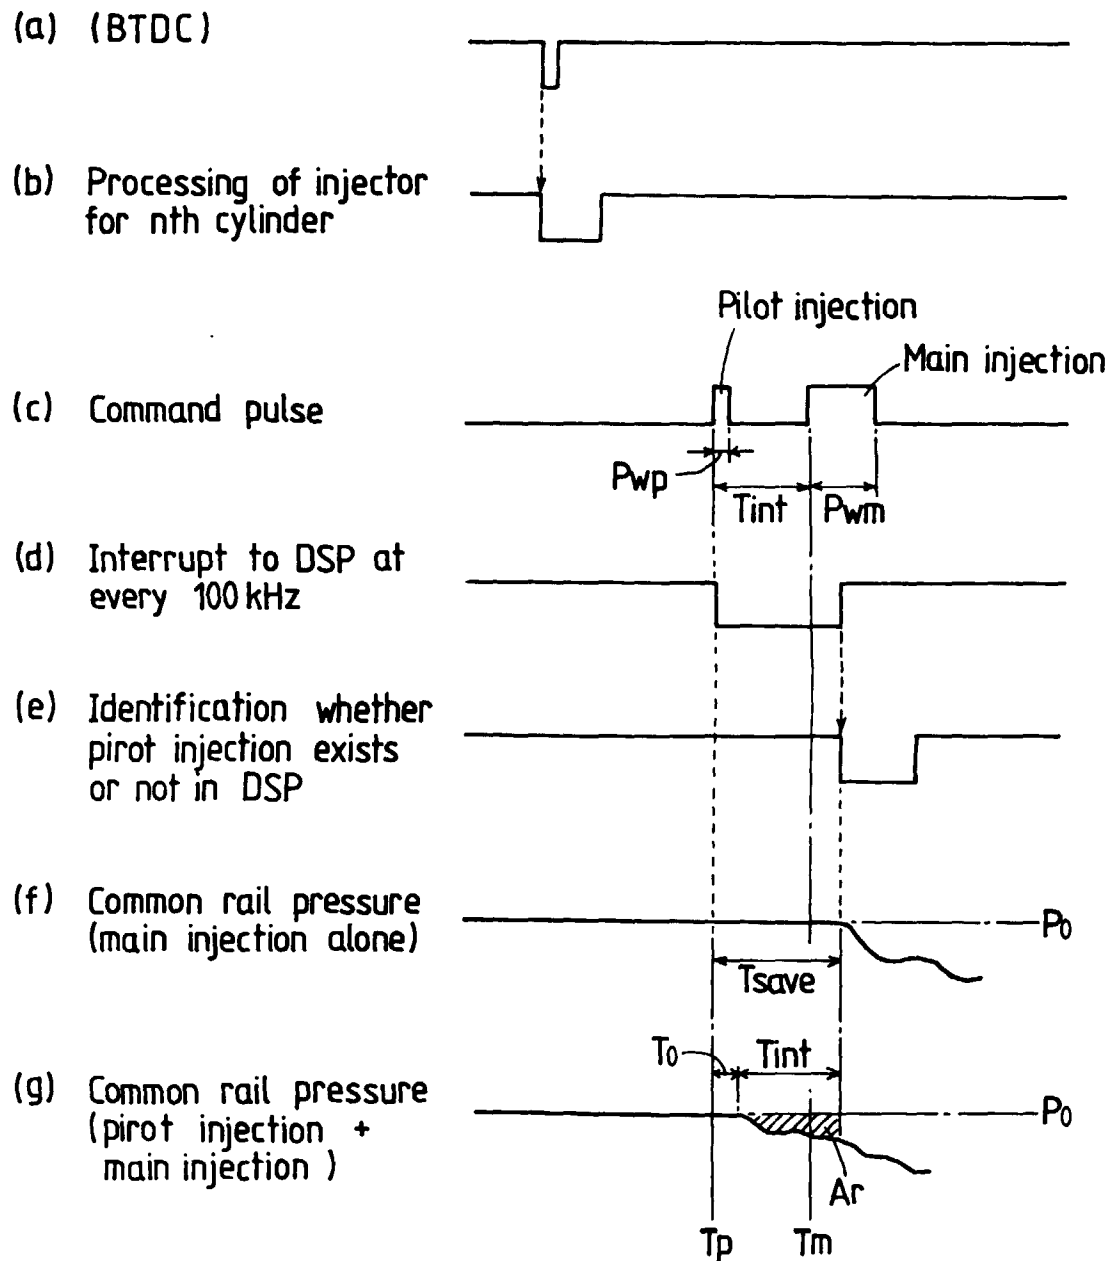 (a) (BTDC)
(b) Processing of injector
for nth cylinder
Pilot injection
Main injection
(c) Command pulse
Pwp
Tint
Pwm
(d) Interrupt to DSP at
every 100kHz
(e) Identification whether
pirot injection exists
or not in DSP
(f) Common rail pressure
(main injection alone)
P0
Tsave
T0
Tint
(g) Common rail pressure
(pirot injection +
main injection)
P0
Ar
Tp
Tm